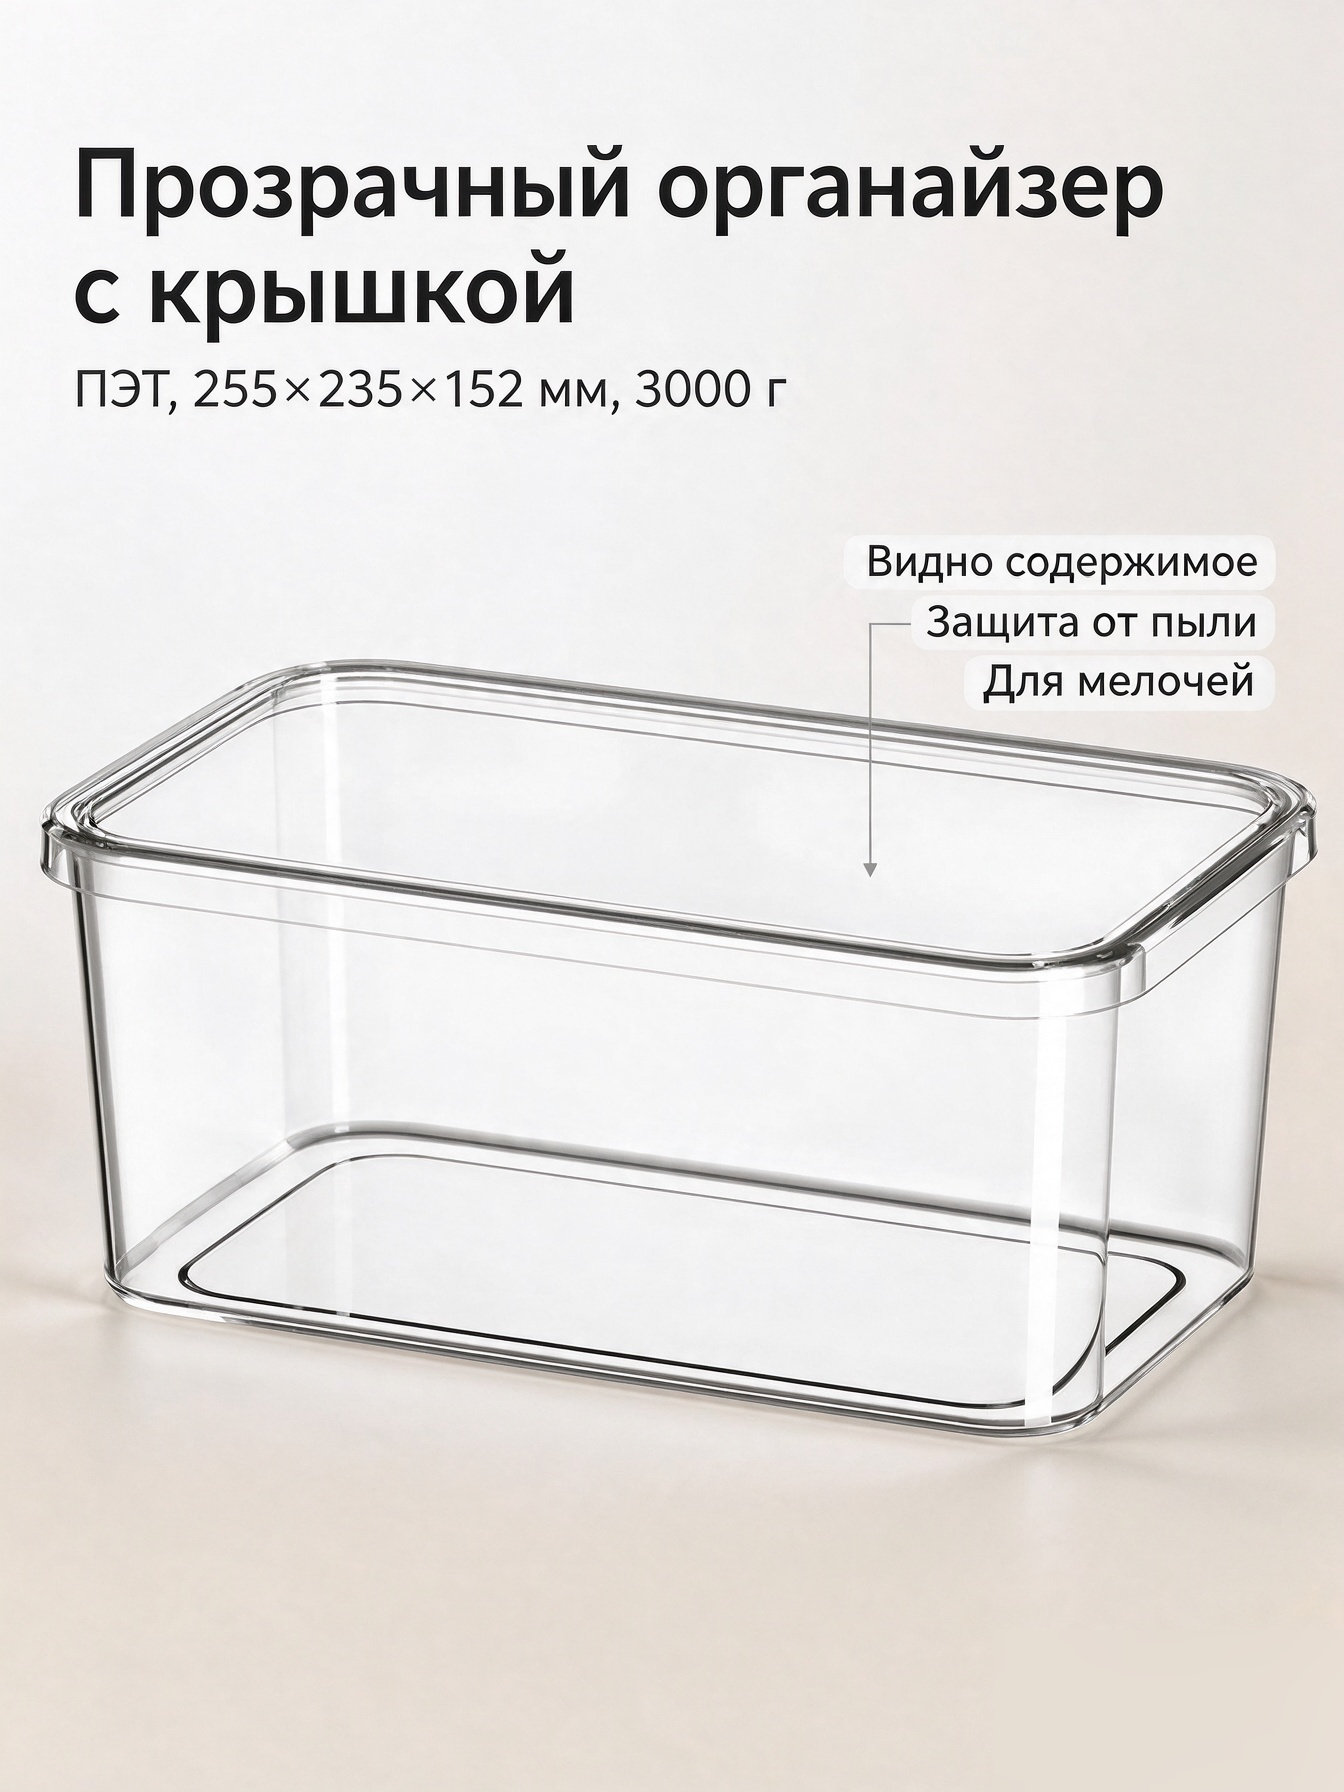 Прозрачный органайзер
с крышкой
ПЭТ, 255×235×152 мм, 3000 г
Видно содержимое
Защита от пыли
Для мелочей